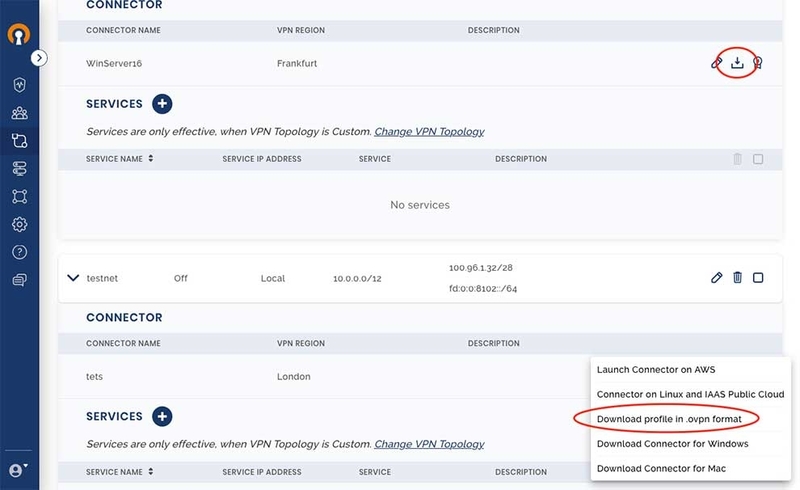 CONNECTOR
CONNECTOR NAME VPN REGION DESCRIPTION
WinServer16 Frankfurt
SERVICES
Services are only effective, when VPN Topology is Custom. Change VPN Topology
SERVICE NAME SERVICE IP ADDRESS SERVICE DESCRIPTION
No services
testnet Off Local 10.0.0.0/12 100.96.1.32/28
fd:0:0:8102::/64
CONNECTOR
CONNECTOR NAME VPN REGION DESCRIPTION
tets London
Launch Connector on AWS
Connector on Linux and IAAS Public Cloud
Download profile in .ovpn format
Download Connector for Windows
Download Connector for Mac
SERVICES
Services are only effective, when VPN Topology is Custom. Change VPN Topology
SERVICE NAME SERVICE IP ADDRESS SERVICE DESCRIPTION